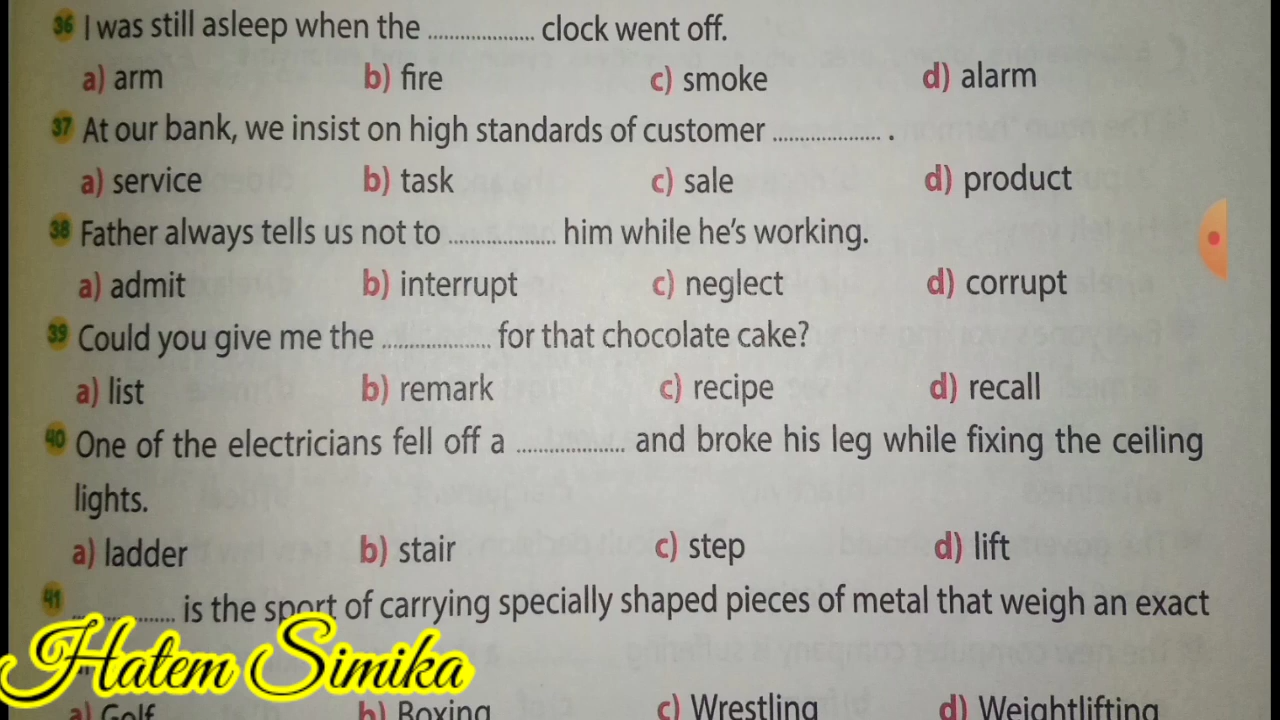 36 I was still asleep when the .................... clock went off.
a) arm b) fire c) smoke d) alarm
37 At our bank, we insist on high standards of customer .................... .
a) service b) task c) sale d) product
38 Father always tells us not to .................... him while he's working.
a) admit b) interrupt c) neglect d) corrupt
39 Could you give me the .................... for that chocolate cake?
a) list b) remark c) recipe d) recall
40 One of the electricians fell off a .................... and broke his leg while fixing the ceiling
lights.
a) ladder b) stair c) step d) lift
41 .................... is the sport of carrying specially shaped pieces of metal that weigh an exact
Hatem Simika
a) Golf b) Boxing c) Wrestling d) Weightlifting